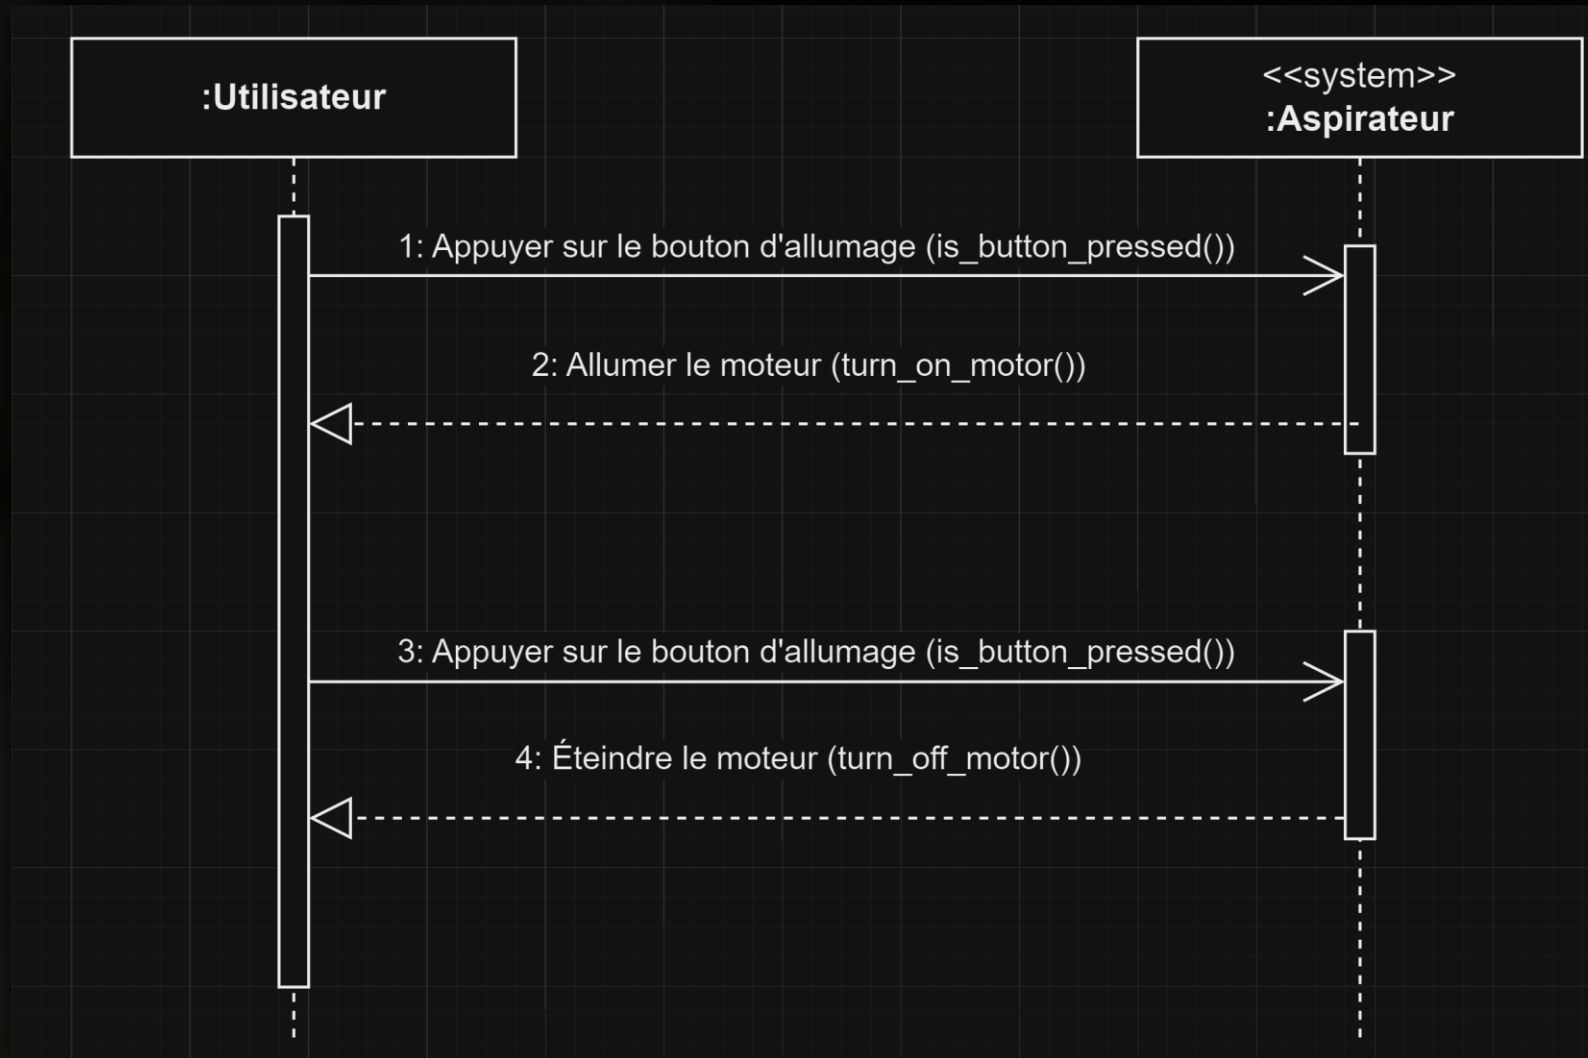 :Utilisateur
<<system>>
:Aspirateur
1: Appuyer sur le bouton d'allumage (is_button_pressed())
2: Allumer le moteur (turn_on_motor())
3: Appuyer sur le bouton d'allumage (is_button_pressed())
4: Éteindre le moteur (turn_off_motor())